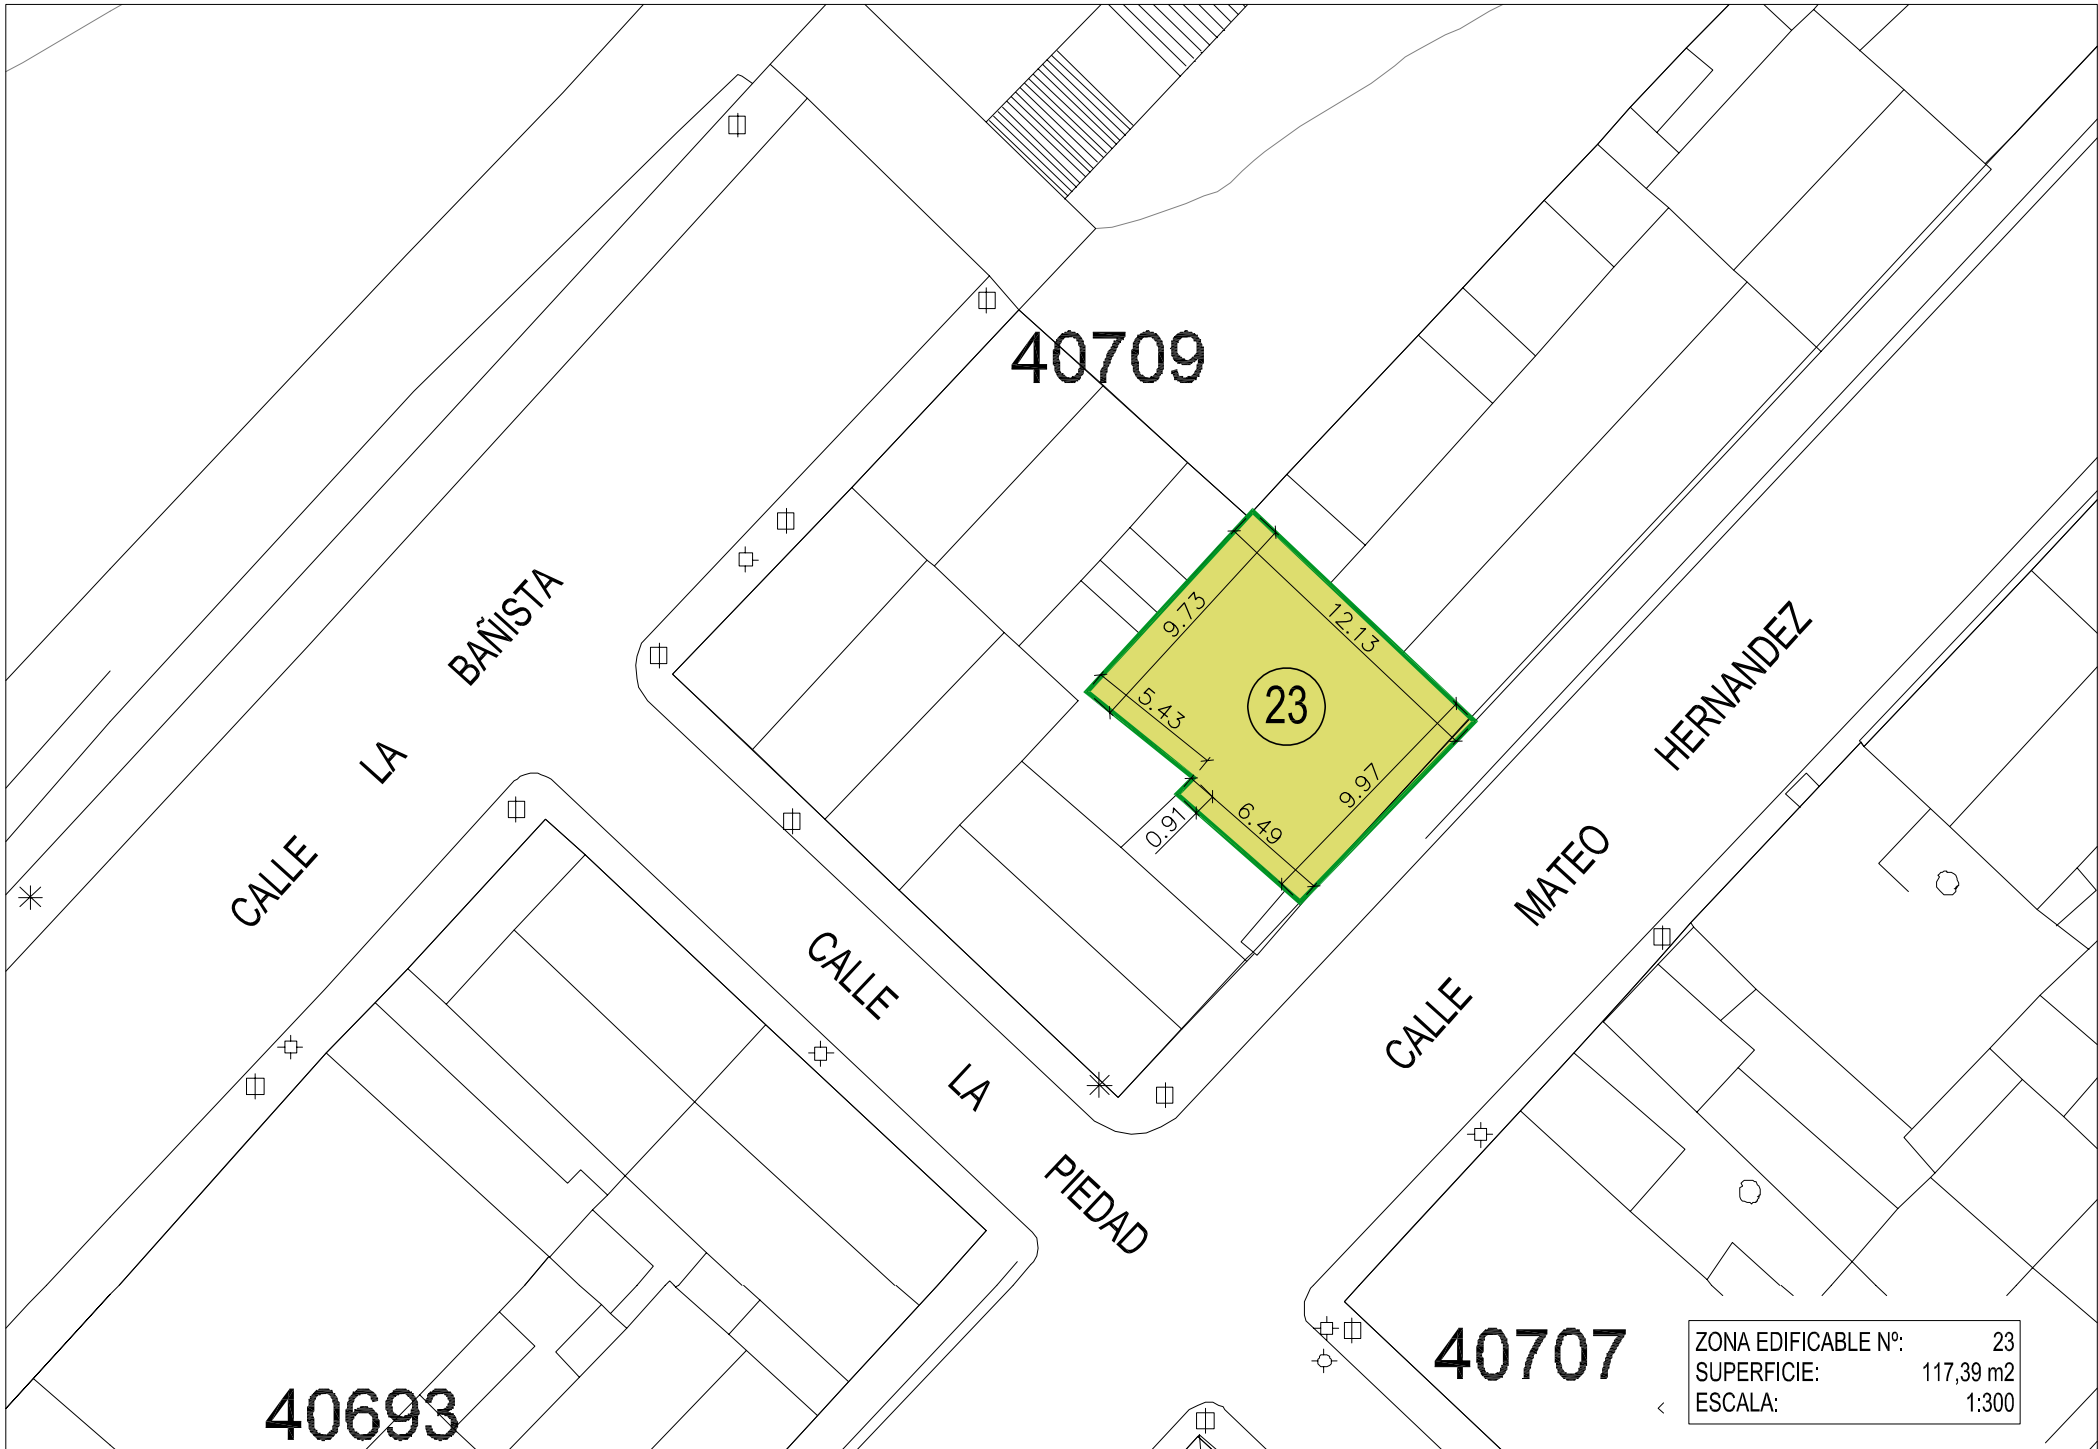 40709
CALLE LA BAÑISTA
9.73
12.13
5.43
23
0.91
6.49
9.97
CALLE LA PIEDAD
CALLE MATEO HERNANDEZ
40693
40707
ZONA EDIFICABLE Nº: 23
SUPERFICIE: 117,39 m2
ESCALA: 1:300